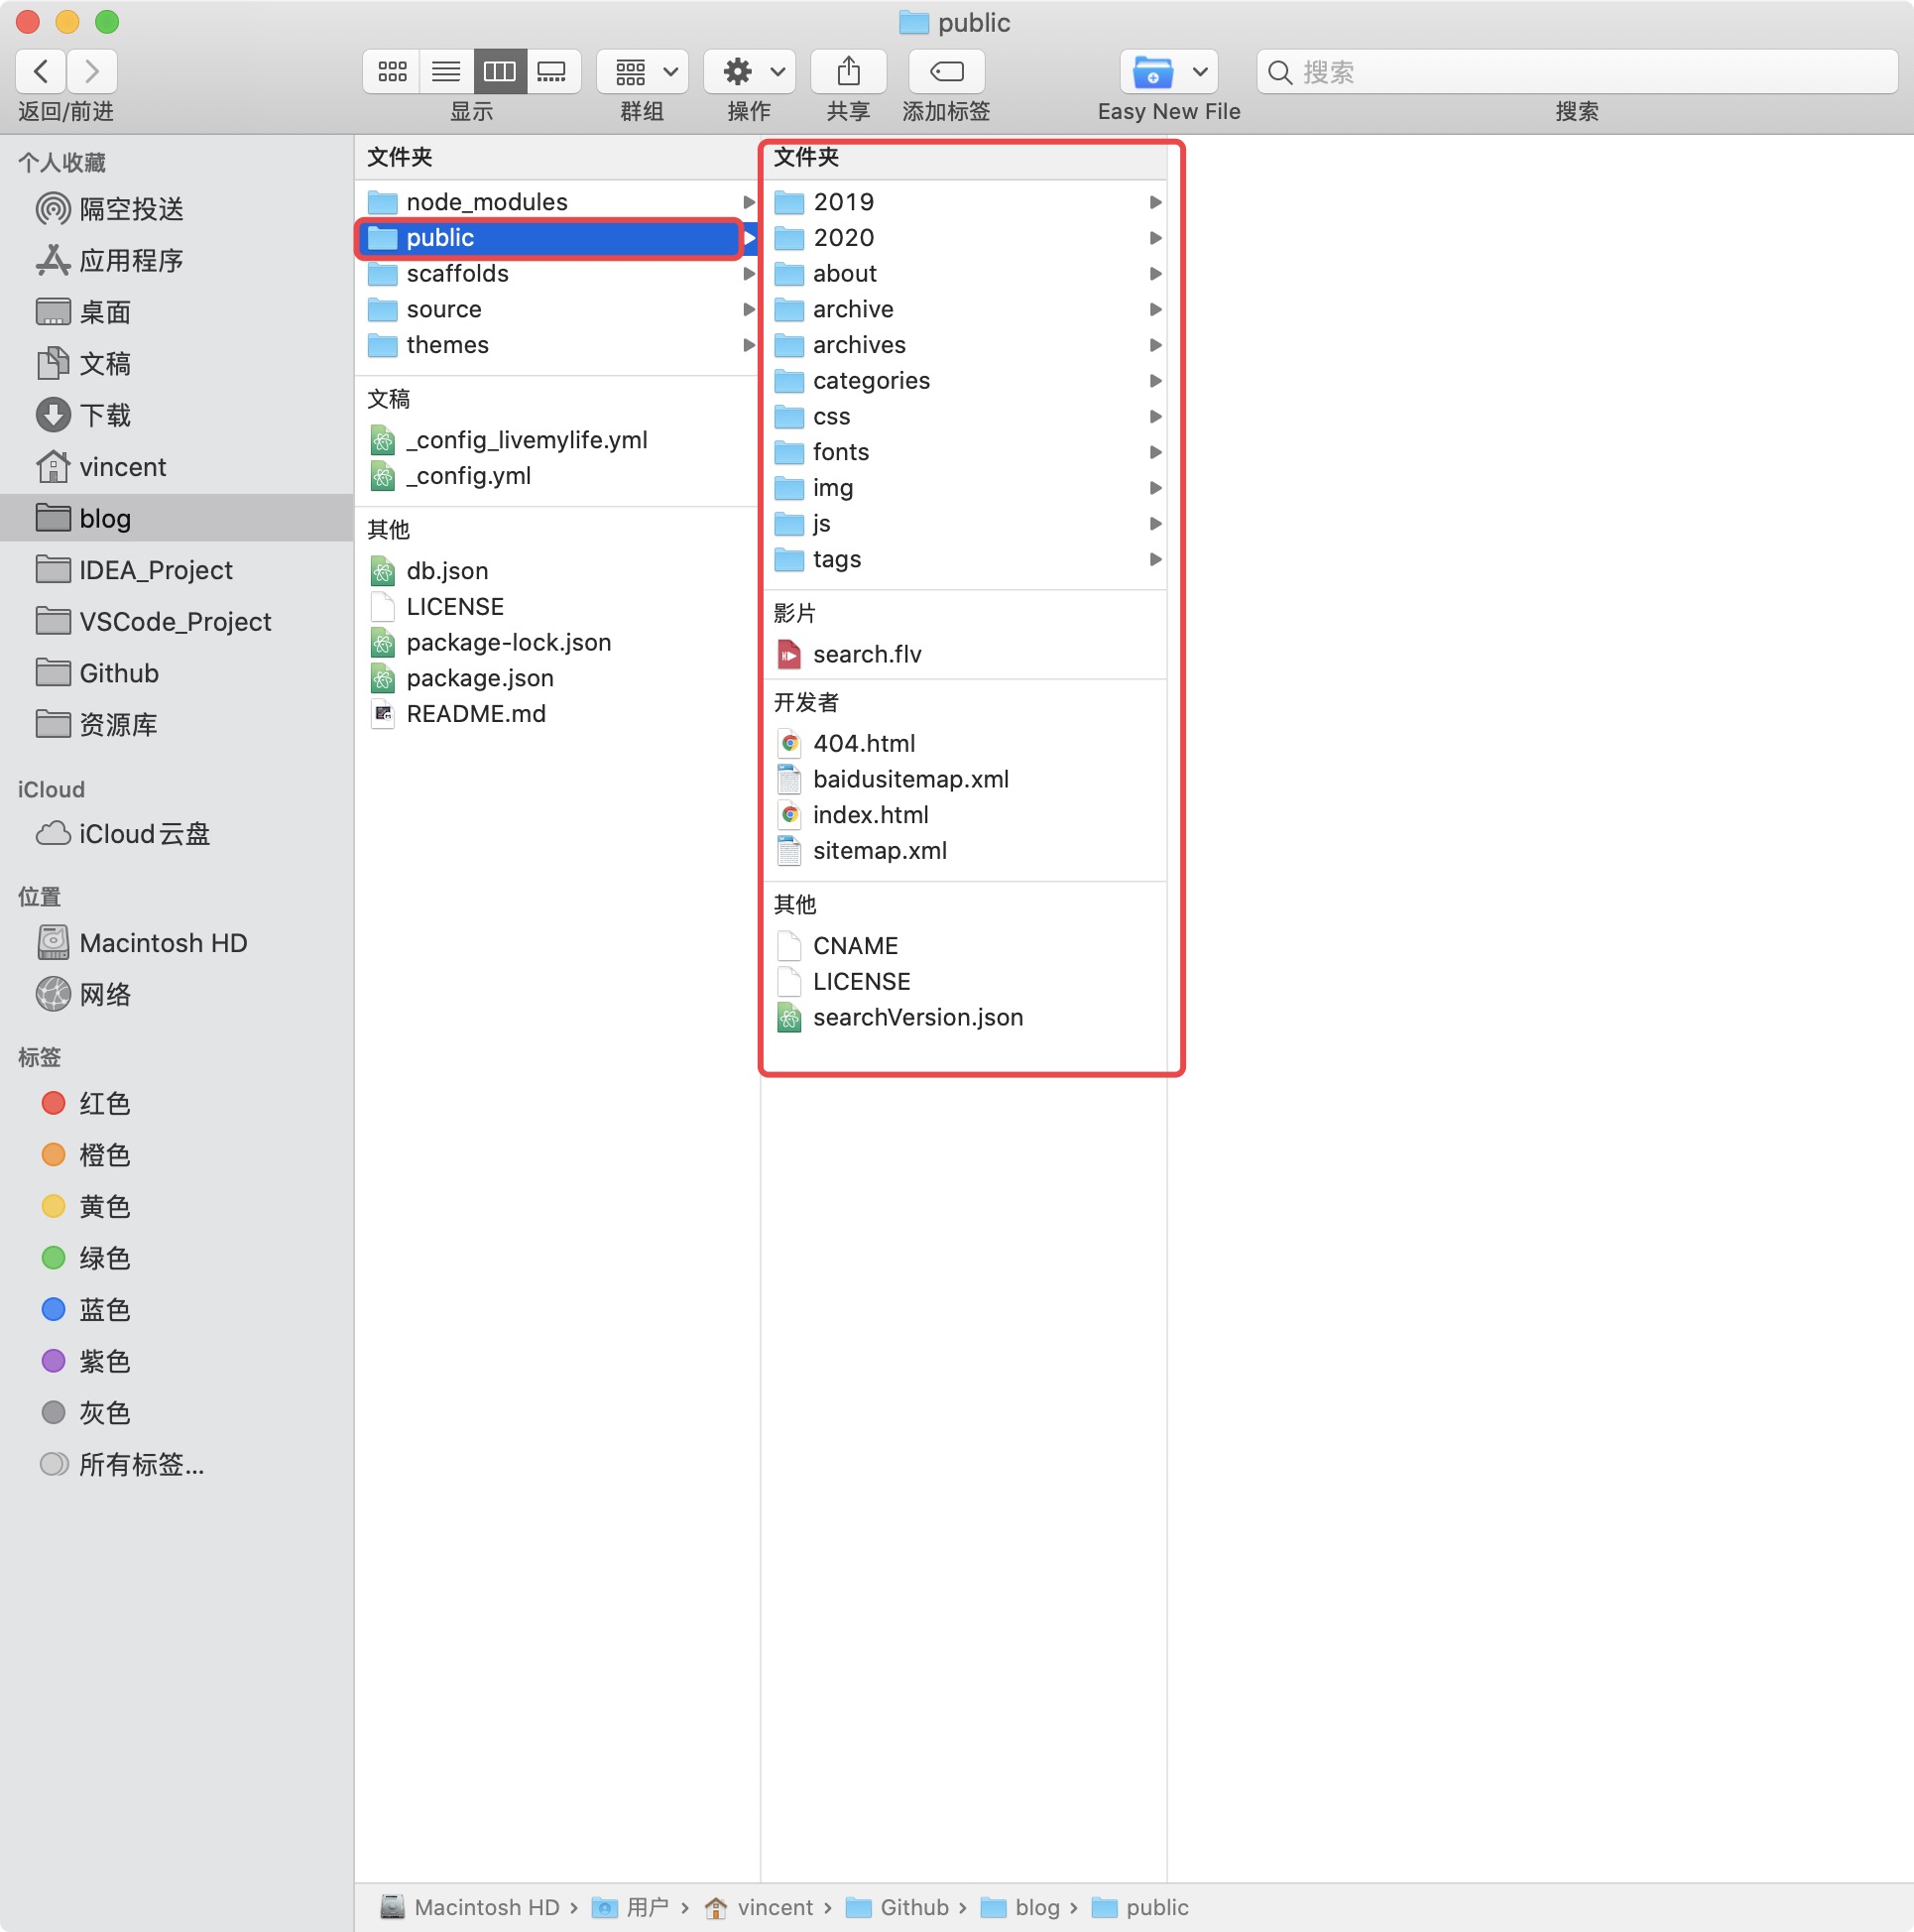 public
返回/前进
显示
群组
操作
共享
添加标签
Easy New File
搜索
搜索
个人收藏
隔空投送
应用程序
桌面
文稿
下载
vincent
blog
IDEA_Project
VSCode_Project
Github
资源库
iCloud
iCloud云盘
位置
Macintosh HD
网络
标签
红色
橙色
黄色
绿色
蓝色
紫色
灰色
所有标签...
文件夹
node_modules
public
scaffolds
source
themes
文稿
_config_livemylife.yml
_config.yml
其他
db.json
LICENSE
package-lock.json
package.json
README.md
文件夹
2019
2020
about
archive
archives
categories
css
fonts
img
js
tags
影片
search.flv
开发者
404.html
baidusitemap.xml
index.html
sitemap.xml
其他
CNAME
LICENSE
searchVersion.json
Macintosh HD › 用户 › vincent › Github › blog › public